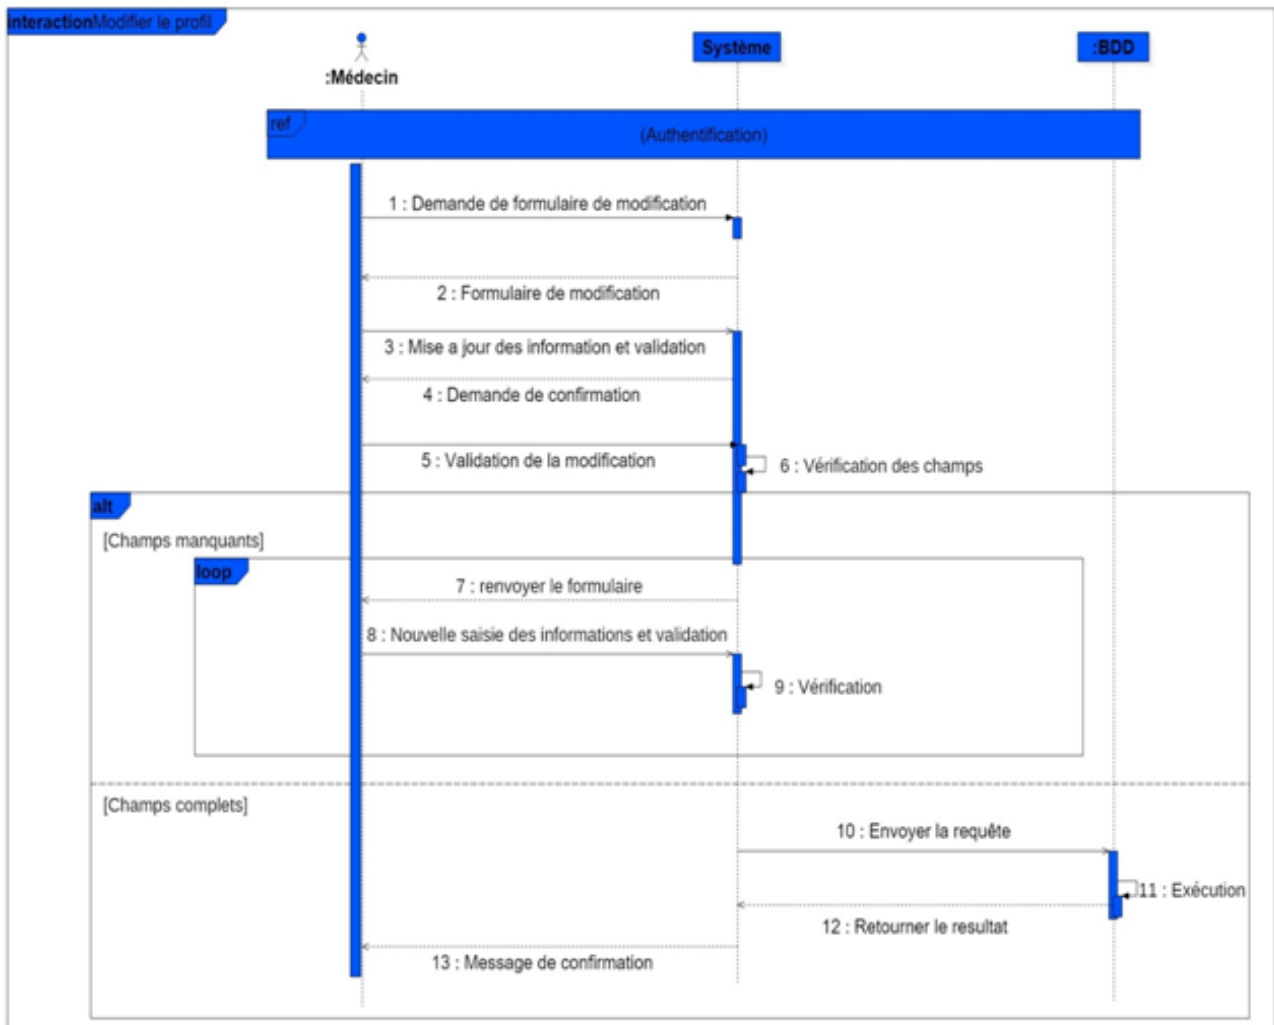 interactionModifier le profil
:Médecin
Système
:BDD
ref
(Authentification)
1 : Demande de formulaire de modification
2 : Formulaire de modification
3 : Mise a jour des information et validation
4 : Demande de confirmation
5 : Validation de la modification
6 : Vérification des champs
alt
[Champs manquants]
loop
7 : renvoyer le formulaire
8 : Nouvelle saisie des informations et validation
9 : Vérification
[Champs complets]
10 : Envoyer la requête
11 : Exécution
12 : Retourner le resultat
13 : Message de confirmation